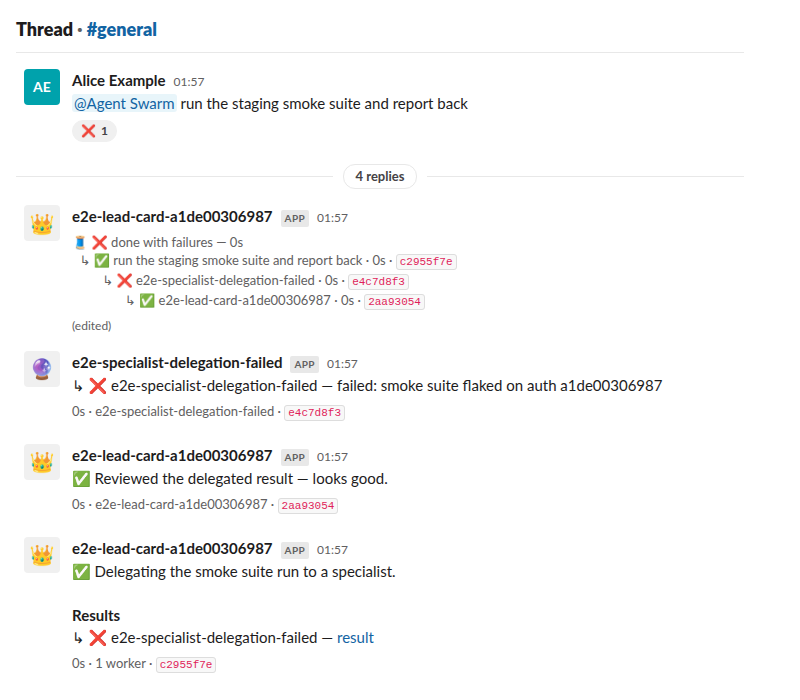 Thread • #general
AE
Alice Example 01:57
@Agent Swarm run the staging smoke suite and report back
❌ 1
4 replies
e2e-lead-card-a1de00306987 APP 01:57
🧵 ❌ done with failures — 0s
↳ ✅ run the staging smoke suite and report back · 0s · c2955f7e
↳ ❌ e2e-specialist-delegation-failed · 0s · e4c7d8f3
↳ ✅ e2e-lead-card-a1de00306987 · 0s · 2aa93054
(edited)
e2e-specialist-delegation-failed APP 01:57
↳ ❌ e2e-specialist-delegation-failed — failed: smoke suite flaked on auth a1de00306987
0s · e2e-specialist-delegation-failed · e4c7d8f3
e2e-lead-card-a1de00306987 APP 01:57
✅ Reviewed the delegated result — looks good.
0s · e2e-lead-card-a1de00306987 · 2aa93054
e2e-lead-card-a1de00306987 APP 01:57
✅ Delegating the smoke suite run to a specialist.
Results
↳ ❌ e2e-specialist-delegation-failed — result
0s · 1 worker · c2955f7e